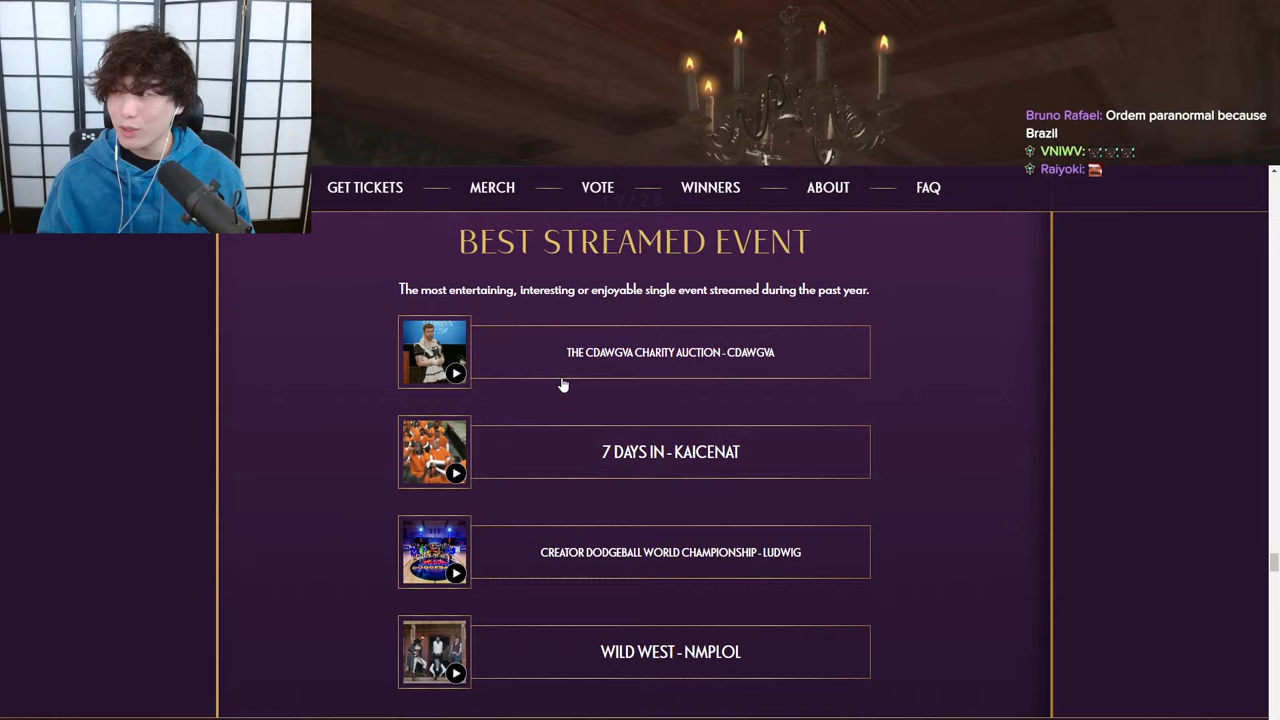 Bruno Rafael: Ordem paranormal because
Brazil
VNIWV:
Raiyoki:
GET TICKETS
MERCH
VOTE
WINNERS
ABOUT
FAQ
19/28
BEST STREAMED EVENT
The most entertaining, interesting or enjoyable single event streamed during the past year.
THE CDAWGVA CHARITY AUCTION - CDAWGVA
7 DAYS IN - KAICENAT
CREATOR DODGEBALL WORLD CHAMPIONSHIP - LUDWIG
WILD WEST - NMPLOL